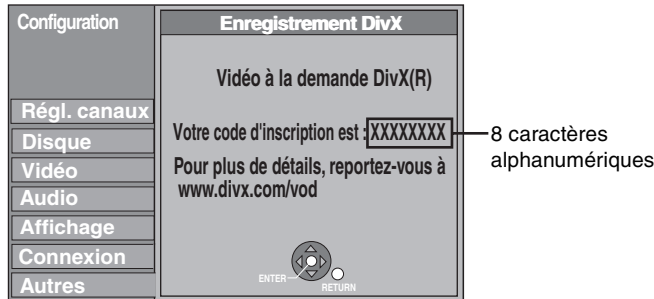 Configuration
Régl. canaux
Disque
Vidéo
Audio
Affichage
Connexion
Autres
Enregistrement DivX
Vidéo à la demande DivX(R)
Votre code d'inscription est : XXXXXXXX
Pour plus de détails, reportez-vous à
www.divx.com/vod
ENTER
RETURN
8 caractères
alphanumériques